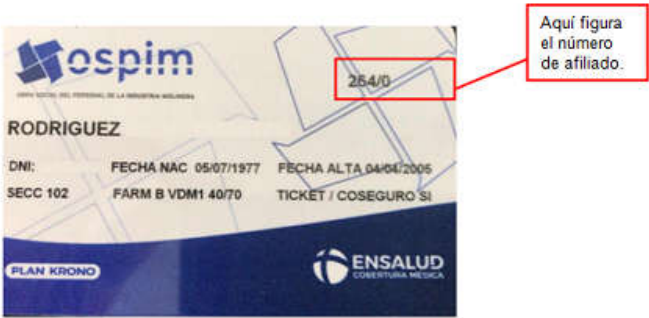 Aquí figura
el número
de afiliado.
ospim
OBRA SOCIAL DEL PERSONAL DE LA INDUSTRIA MOLINERA
264/0
RODRIGUEZ
DNI: FECHA NAC 05/07/1977 FECHA ALTA 04/04/2005
SECC 102 FARM B VDM1 40/70 TICKET / COSEGURO SI
PLAN KRONO
ENSALUD
COBERTURA MÉDICA